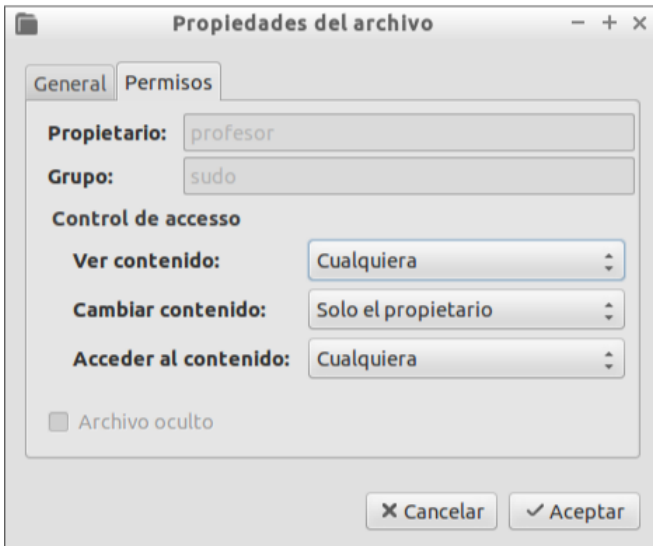 Propiedades del archivo
General Permisos
Propietario: profesor
Grupo: sudo
Control de accesso
Ver contenido: Cualquiera
Cambiar contenido: Solo el propietario
Acceder al contenido: Cualquiera
Archivo oculto
Cancelar Aceptar